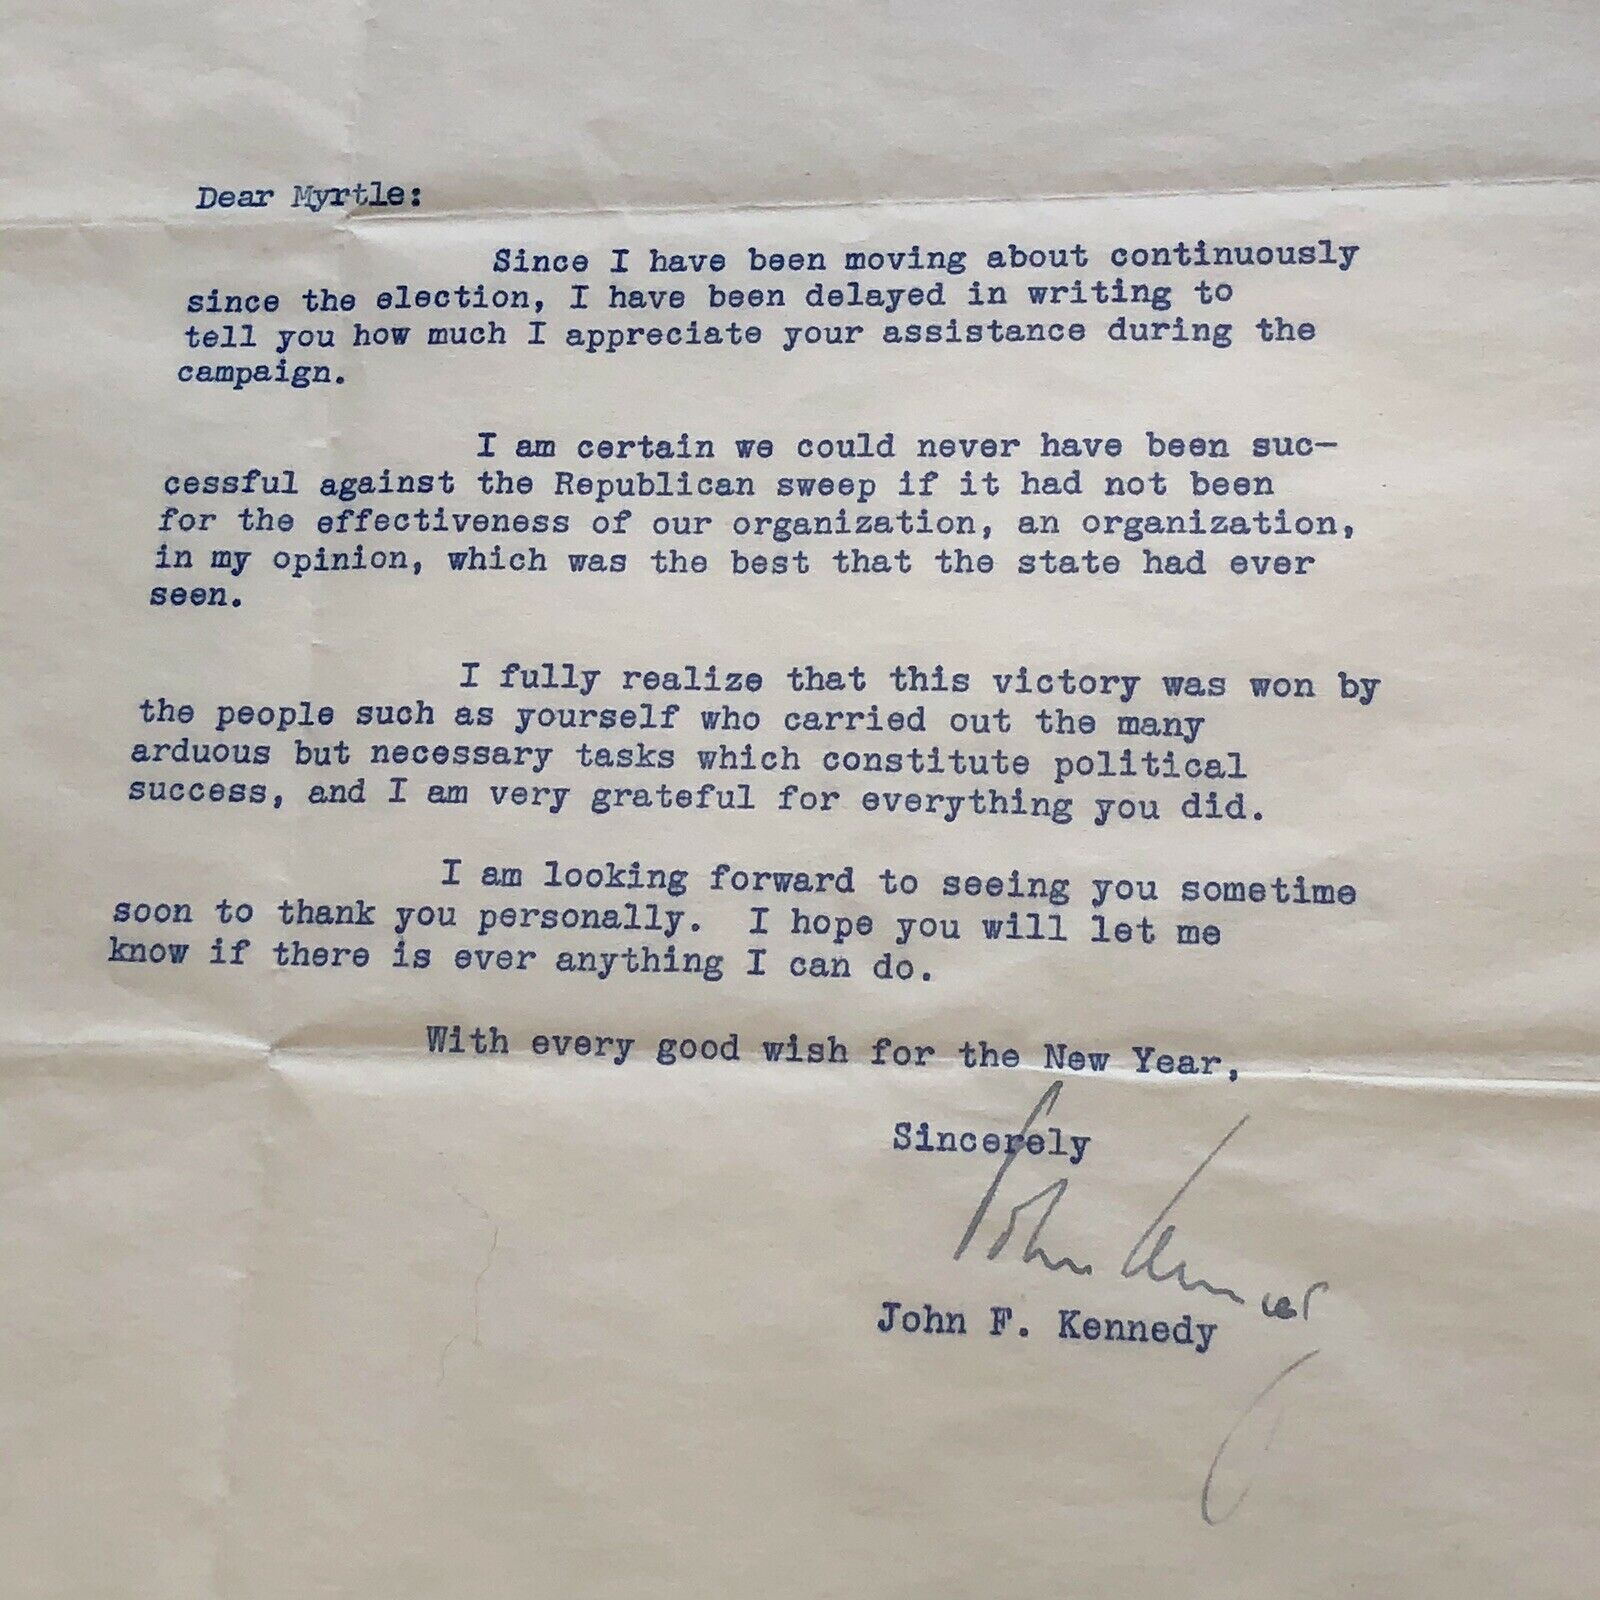 Dear Myrtle:
Since I have been moving about continuously
since the election, I have been delayed in writing to
tell you how much I appreciate your assistance during the
campaign.
I am certain we could never have been suc-
cessful against the Republican sweep if it had not been
for the effectiveness of our organization, an organization,
in my opinion, which was the best that the state had ever
seen.
I fully realize that this victory was won by
the people such as yourself who carried out the many
arduous but necessary tasks which constitute political
success, and I am very grateful for everything you did.
I am looking forward to seeing you sometime
soon to thank you personally. I hope you will let me
know if there is ever anything I can do.
With every good wish for the New Year,
Sincerely
John Kennedy
John F. Kennedy